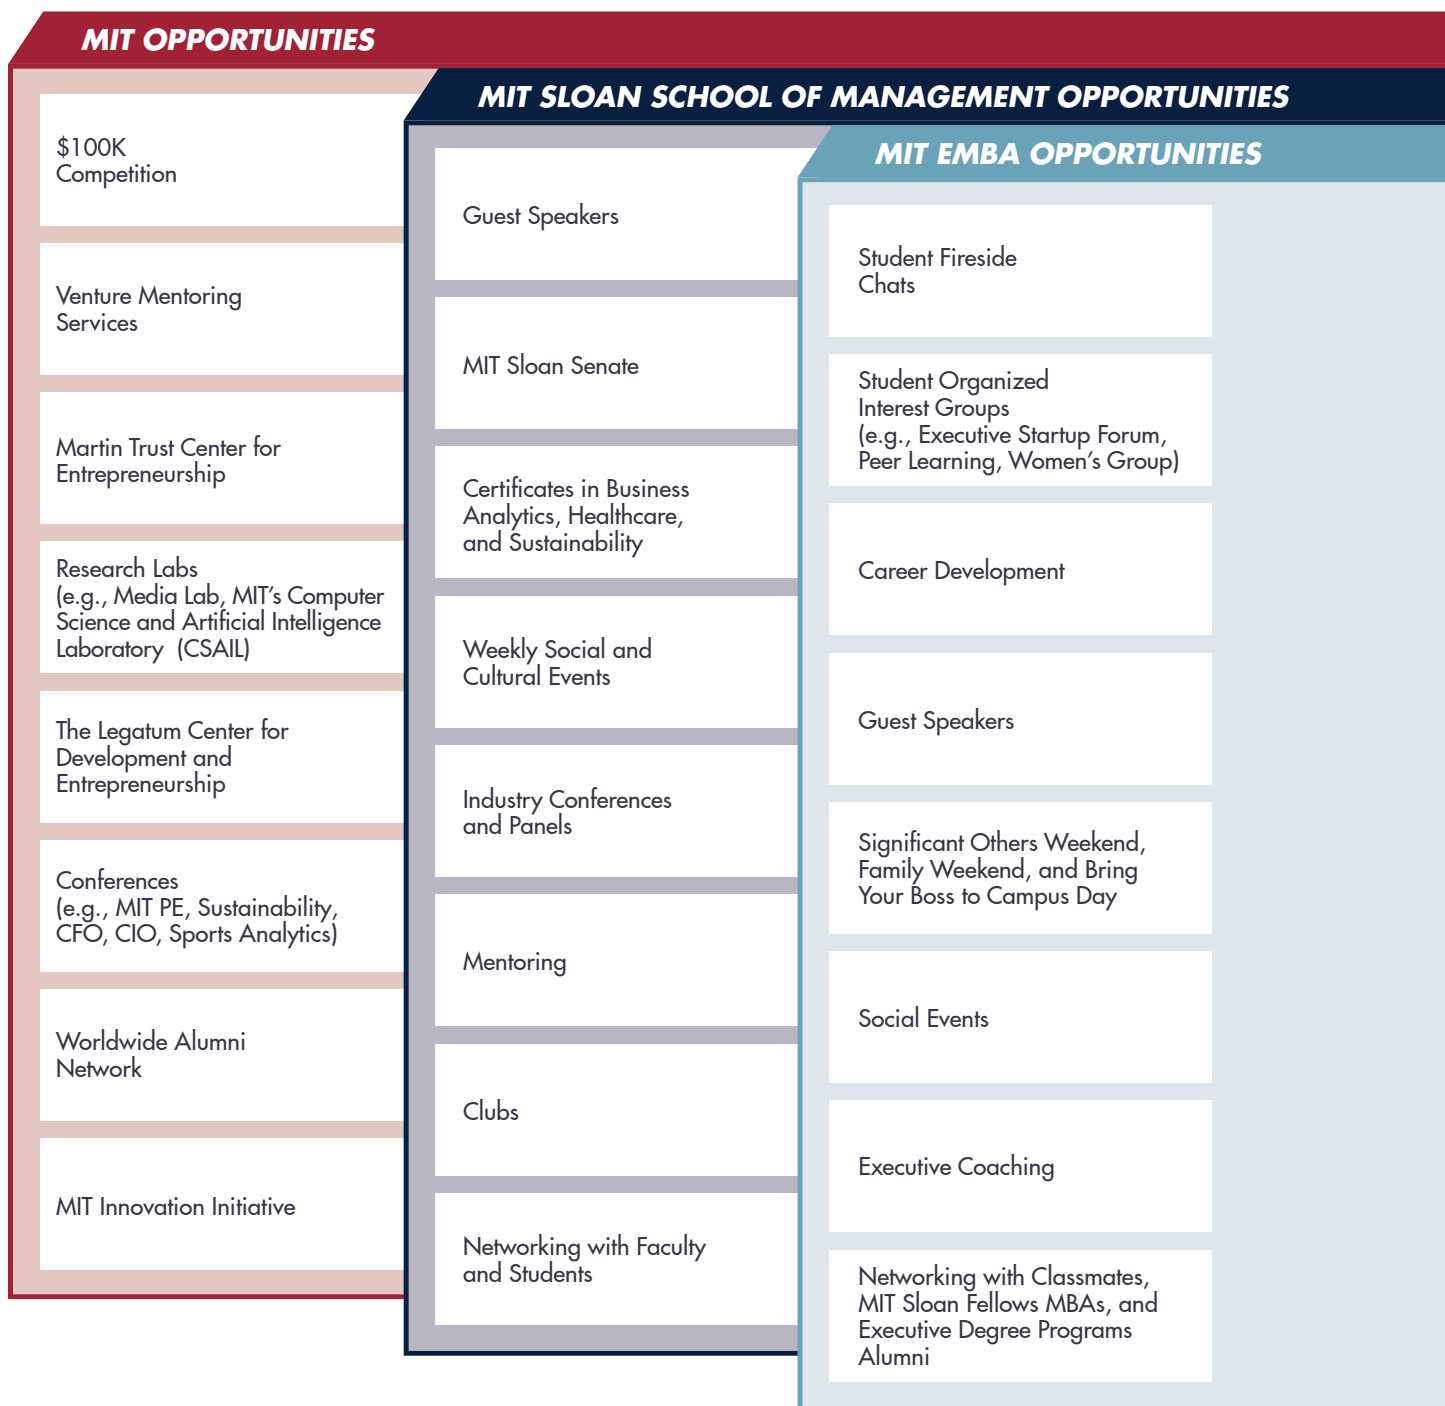 MIT OPPORTUNITIES
$100K
Competition
Venture Mentoring
Services
Martin Trust Center for
Entrepreneurship
Research Labs
(e.g., Media Lab, MIT’s Computer
Science and Artificial Intelligence
Laboratory (CSAIL)
The Legatum Center for
Development and
Entrepreneurship
Conferences
(e.g., MIT PE, Sustainability,
CFO, CIO, Sports Analytics)
Worldwide Alumni
Network
MIT Innovation Initiative
MIT SLOAN SCHOOL OF MANAGEMENT OPPORTUNITIES
Guest Speakers
MIT Sloan Senate
Certificates in Business
Analytics, Healthcare,
and Sustainability
Weekly Social and
Cultural Events
Industry Conferences
and Panels
Mentoring
Clubs
Networking with Faculty
and Students
MIT EMBA OPPORTUNITIES
Student Fireside
Chats
Student Organized
Interest Groups
(e.g., Executive Startup Forum,
Peer Learning, Women’s Group)
Career Development
Guest Speakers
Significant Others Weekend,
Family Weekend, and Bring
Your Boss to Campus Day
Social Events
Executive Coaching
Networking with Classmates,
MIT Sloan Fellows MBAs, and
Executive Degree Programs
Alumni